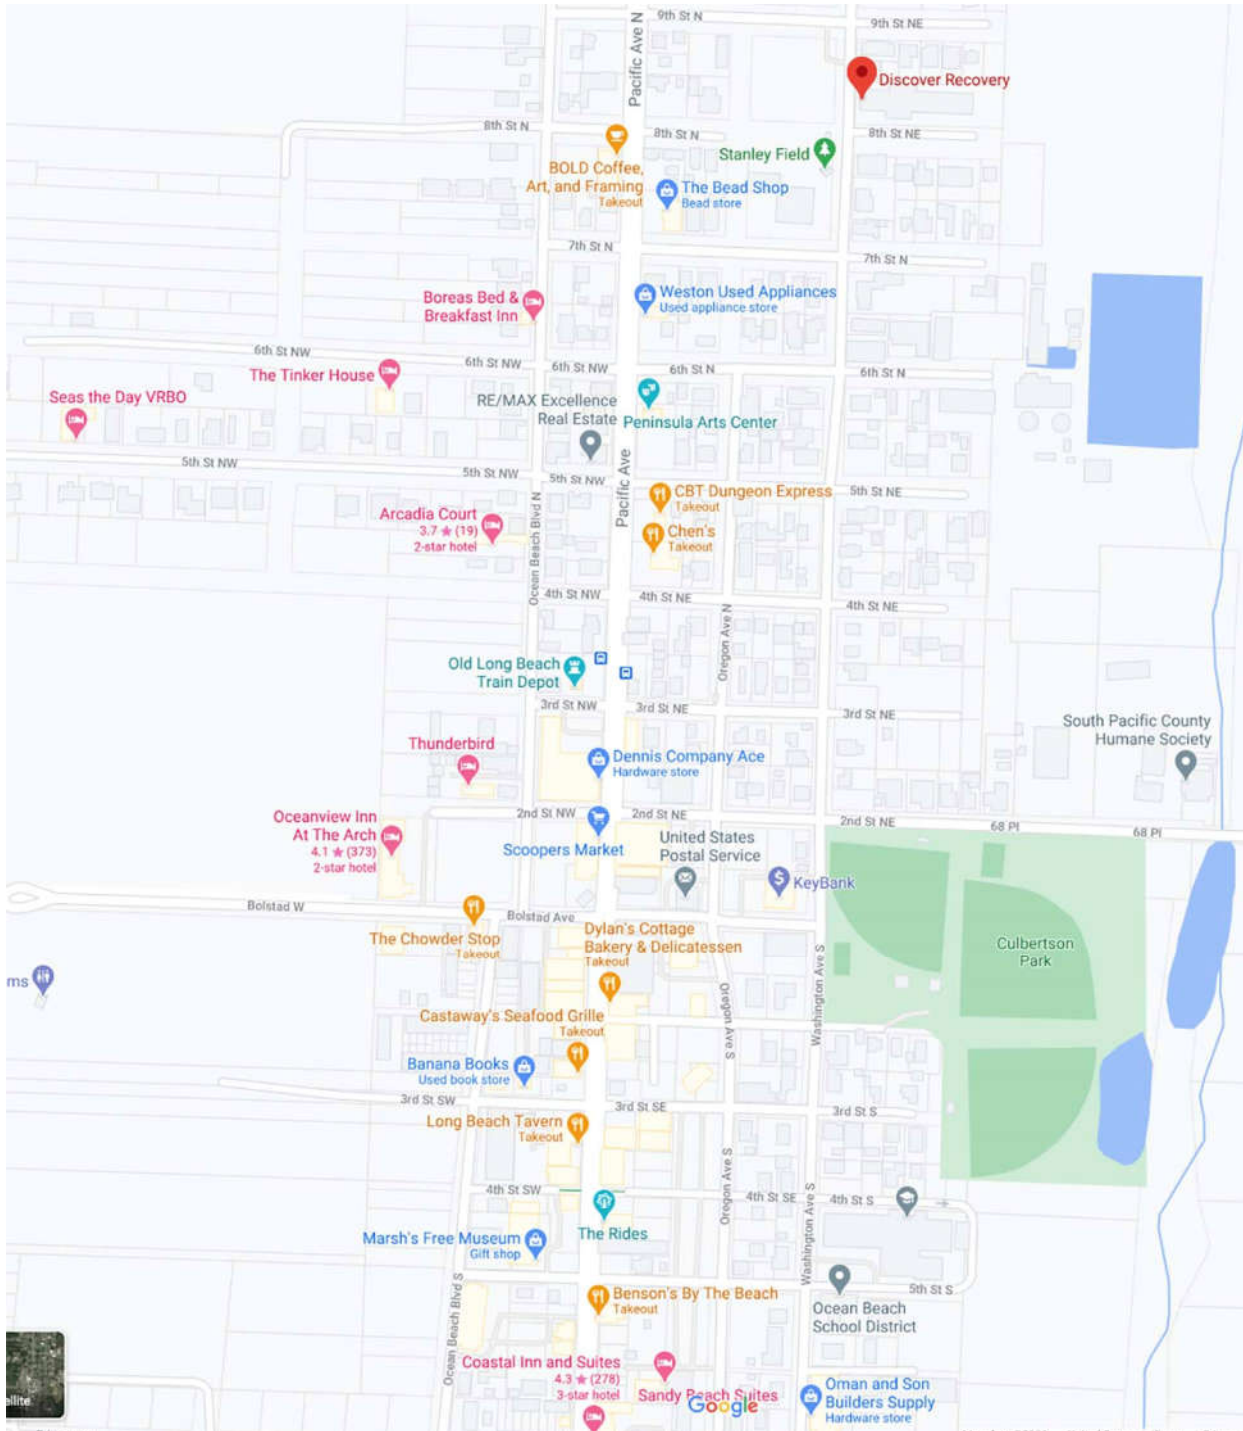 9th St N
9th St NE
Pacific Ave N
Discover Recovery
8th St N
8th St N
8th St NE
Stanley Field
BOLD Coffee,
Art, and Framing
Takeout
The Bead Shop
Bead store
7th St N
7th St N
Boreas Bed &
Breakfast Inn
Weston Used Appliances
Used appliance store
6th St NW
6th St NW
6th St NW
6th St N
6th St N
The Tinker House
Seas the Day VRBO
RE/MAX Excellence
Real Estate
Peninsula Arts Center
5th St NW
5th St NW
5th St NW
Pacific Ave
CBT Dungeon Express
Takeout
5th St NE
Arcadia Court
3.7 ★ (19)
2-star hotel
Chen's
Takeout
Ocean Beach Blvd N
4th St NW
4th St NE
4th St NE
Oregon Ave N
Old Long Beach
Train Depot
3rd St NW
3rd St NE
3rd St NE
South Pacific County
Humane Society
Thunderbird
Dennis Company Ace
Hardware store
2nd St NW
2nd St NE
2nd St NE
68 Pl
68 Pl
Oceanview Inn
At The Arch
4.1 ★ (373)
2-star hotel
Scoopers Market
United States
Postal Service
KeyBank
Bolstad W
Bolstad Ave
The Chowder Stop
Takeout
Dylan's Cottage
Bakery & Delicatessen
Takeout
Culbertson
Park
ms
Castaway's Seafood Grille
Takeout
Oregon Ave S
Washington Ave S
Banana Books
Used book store
3rd St SW
3rd St SE
3rd St S
Long Beach Tavern
Takeout
Oregon Ave S
4th St SW
4th St SE
4th St S
Washington Ave S
The Rides
Marsh's Free Museum
Gift shop
Ocean Beach Blvd S
Benson's By The Beach
Takeout
5th St S
Ocean Beach
School District
Coastal Inn and Suites
4.3 ★ (278)
3-star hotel
Sandy Beach Suites
Google
Oman and Son
Builders Supply
Hardware store
ellite